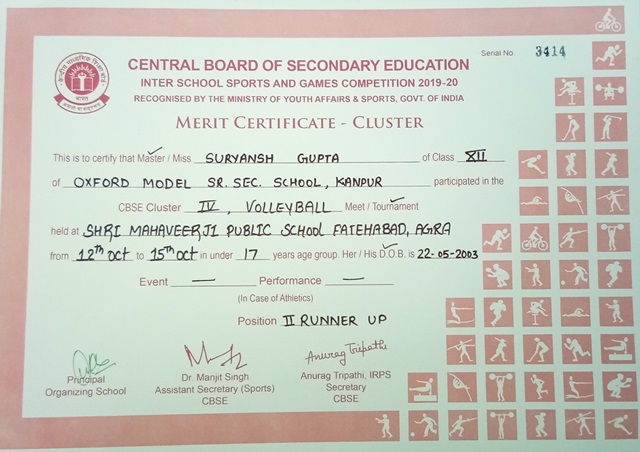 Serial No. 3414
CENTRAL BOARD OF SECONDARY EDUCATION
INTER SCHOOL SPORTS AND GAMES COMPETITION 2019-20
RECOGNISED BY THE MINISTRY OF YOUTH AFFAIRS & SPORTS, GOVT. OF INDIA
MERIT CERTIFICATE - CLUSTER
This is to certify that Master / Miss SURYANSH GUPTA of Class XII
of OXFORD MODEL SR. SEC. SCHOOL, KANPUR participated in the
CBSE Cluster IV, VOLLEYBALL Meet / Tournament
held at SHRI MAHAVEERJI PUBLIC SCHOOL FATEHABAD, AGRA
from 12th OCT to 15th OCT in under 17 years age group. Her / His D.O.B. is 22-05-2003
Event — Performance —
(In Case of Athletics)
Position II RUNNER UP
Anurag Tripathi
Principal
Organizing School
Dr. Manjit Singh
Assistant Secretary (Sports)
CBSE
Anurag Tripathi, IRPS
Secretary
CBSE